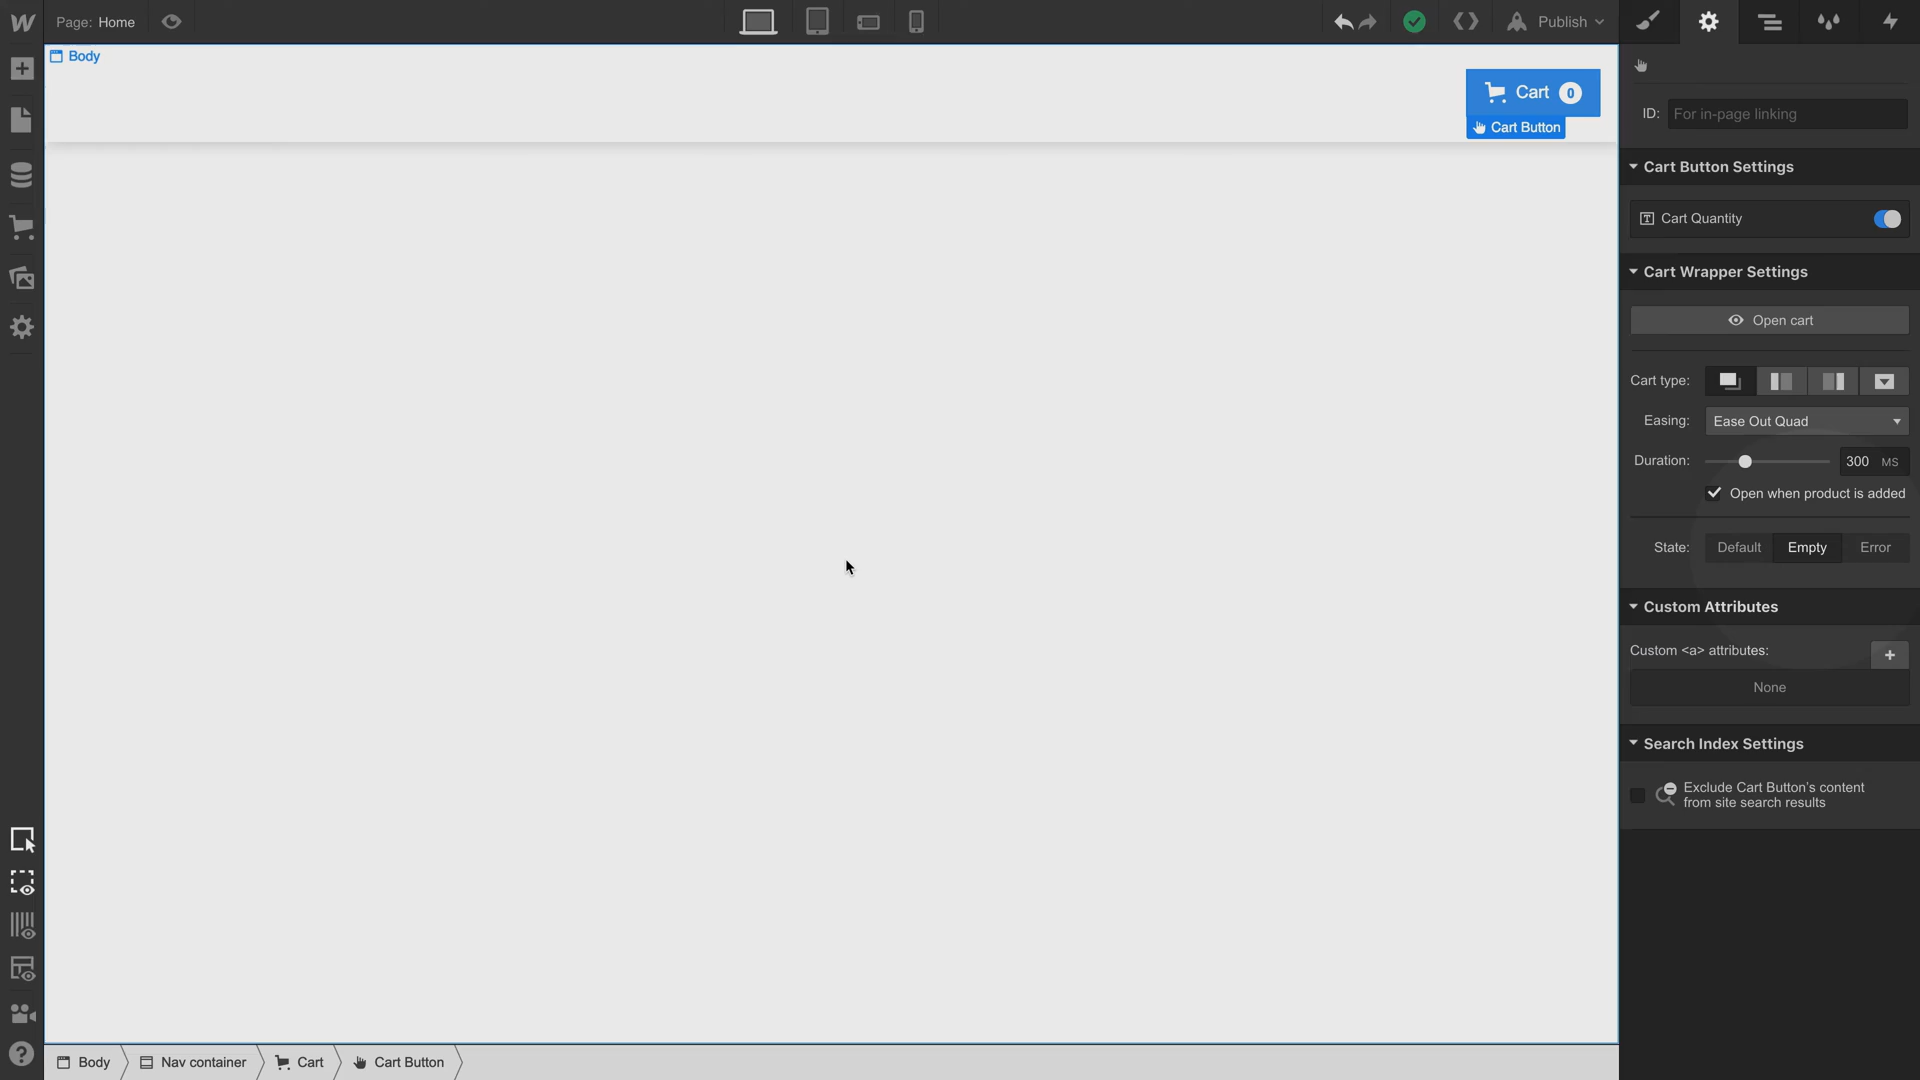 Page: Home
Publish
Body
Cart 0
Cart Button
ID: For in-page linking
Cart Button Settings
Cart Quantity
Cart Wrapper Settings
Open cart
Cart type:
Easing: Ease Out Quad
Duration: 300 MS
Open when product is added
State: Default Empty Error
Custom Attributes
Custom <a> attributes:
+
None
Search Index Settings
Exclude Cart Button's content
from site search results
Body Nav container Cart Cart Button